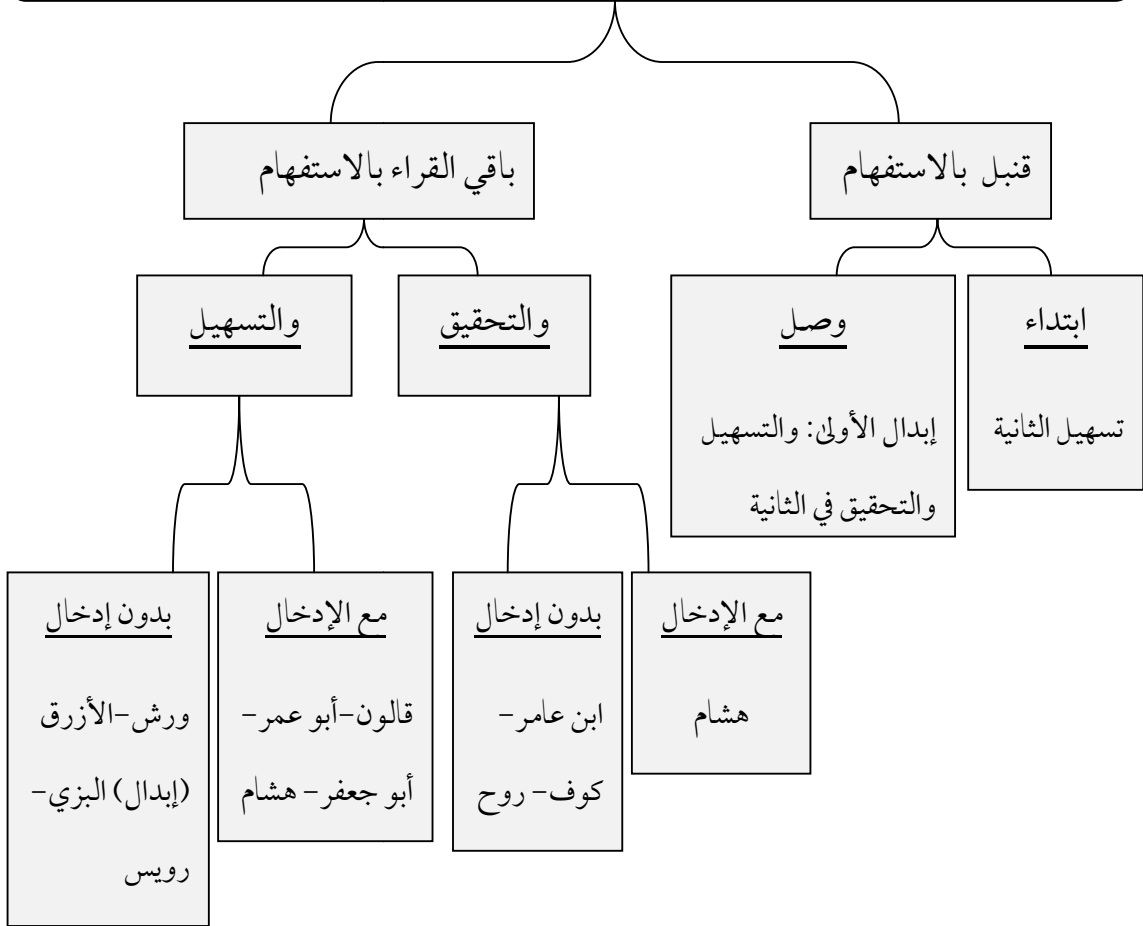 قنبل بالاستفهام
باقي القراء بالاستفهام
ابتداء
تسهيل الثانية
وصل
إبدال الأولىٰ: والتسهيل
والتحقيق في الثانية
والتحقيق
والتسهيل
مع الإدخال
هشام
بدون إدخال
ابن عامر-
كوف- روح
مع الإدخال
قالون-أبو عمر-
أبو جعفر- هشام
بدون إدخال
ورش-الأزرق
(إبدال) البزي-
رويس